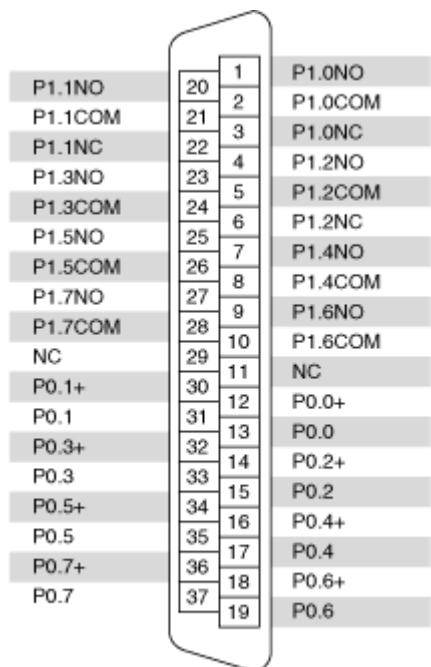 P1.1NO 20
P1.1COM 21
P1.1NC 22
P1.3NO 23
P1.3COM 24
P1.5NO 25
P1.5COM 26
P1.7NO 27
P1.7COM 28
NC 29
P0.1+ 30
P0.1 31
P0.3+ 32
P0.3 33
P0.5+ 34
P0.5 35
P0.7+ 36
P0.7 37
1 P1.0NO
2 P1.0COM
3 P1.0NC
4 P1.2NO
5 P1.2COM
6 P1.2NC
7 P1.4NO
8 P1.4COM
9 P1.6NO
10 P1.6COM
11 NC
12 P0.0+
13 P0.0
14 P0.2+
15 P0.2
16 P0.4+
17 P0.4
18 P0.6+
19 P0.6